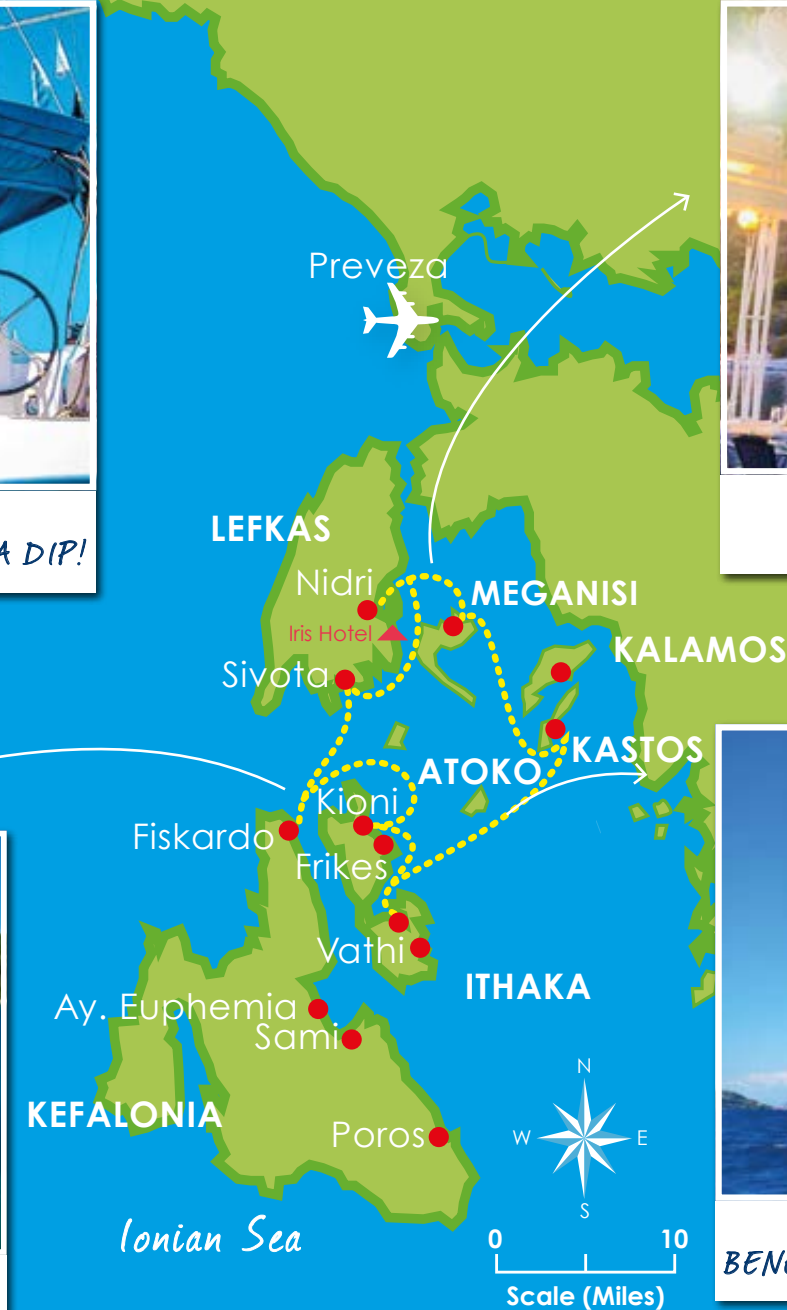 Preveza
A DIP!
LEFKAS
Nidri
MEGANISI
Iris Hotel
KALAMOS
Sivota
KASTOS
ATOKO
Kioni
Fiskardo
Frikes
Vathi
ITHAKA
Ay. Euphemia
Sami
N
KEFALONIA
Poros
W
E
S
Ionian Sea
0 10
Scale (Miles)